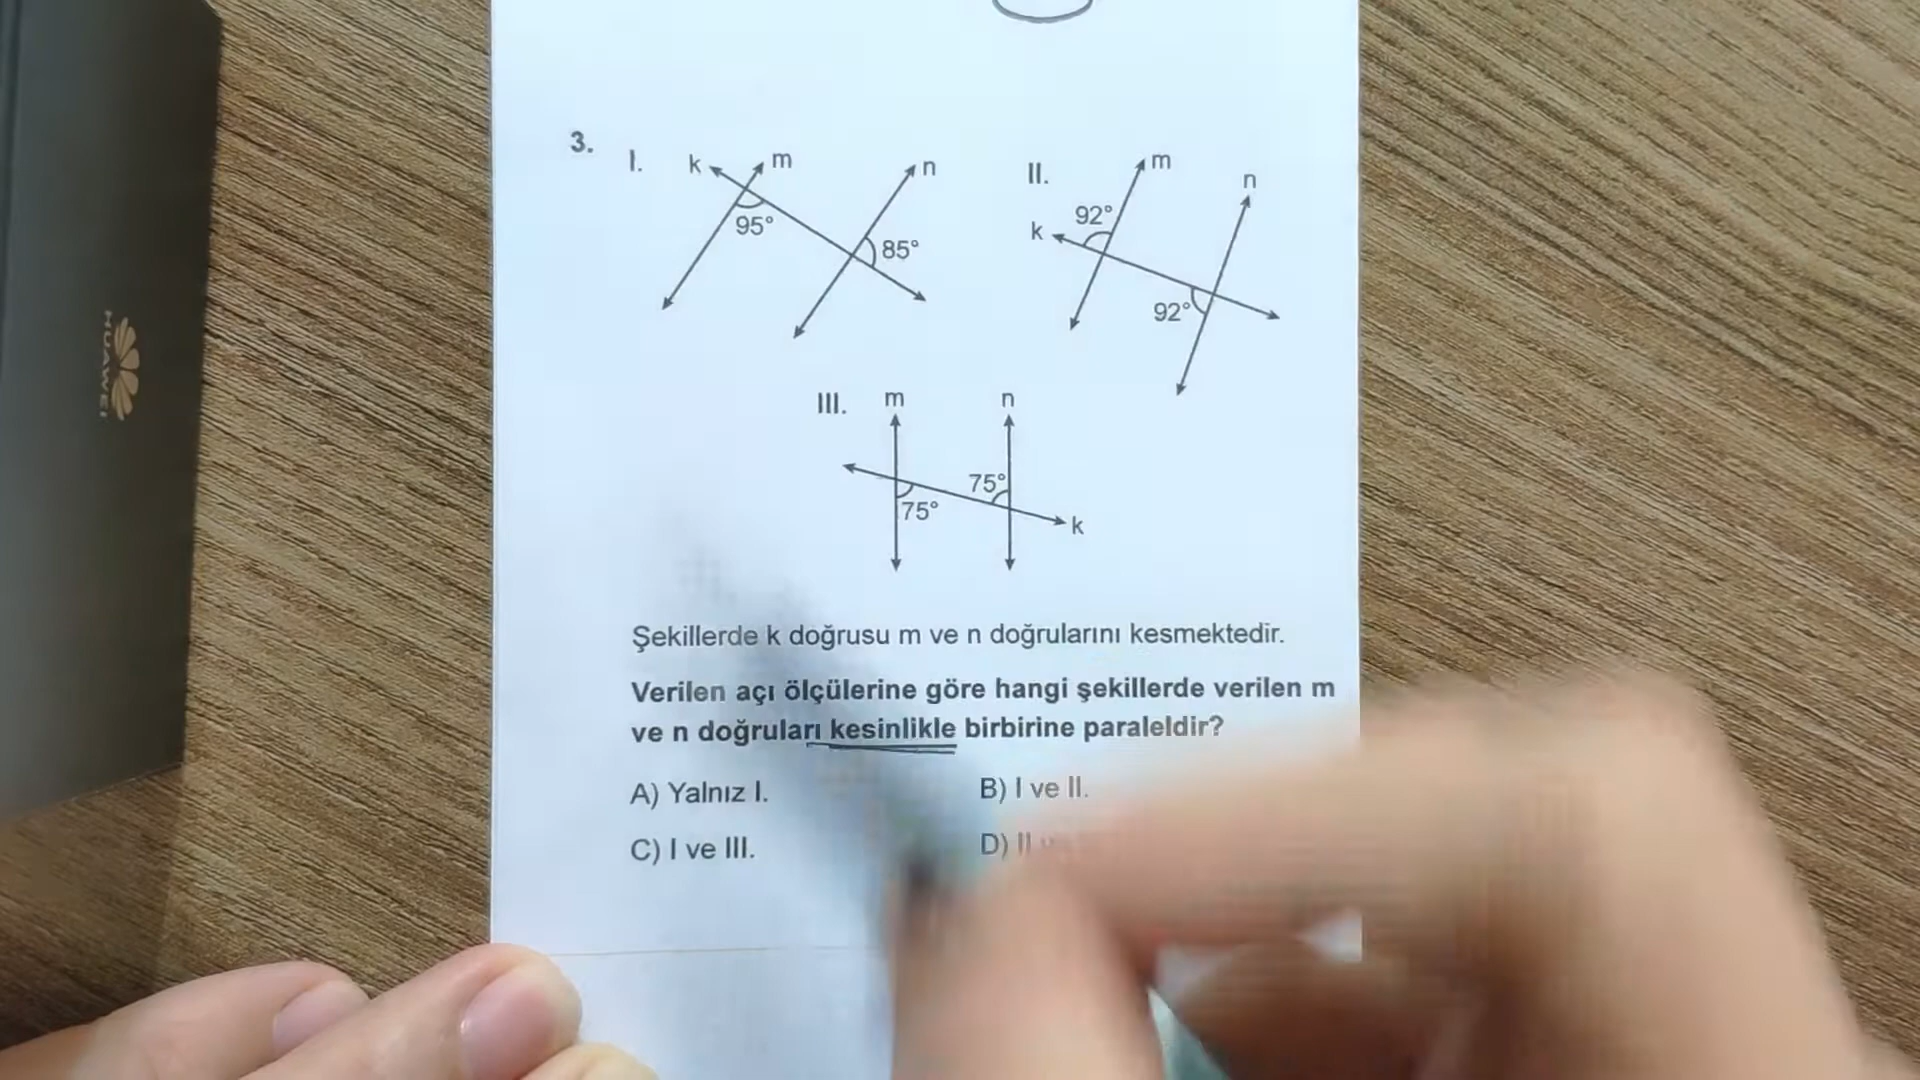 HUAWEI
3.
I.
k
m
n
95°
85°
II.
m
n
k
92°
92°
III.
m
n
75°
75°
k
Şekillerde k doğrusu m ve n doğrularını kesmektedir.
Verilen açı ölçülerine göre hangi şekillerde verilen m
ve n doğruları kesinlikle birbirine paraleldir?
A) Yalnız I.
B) I ve II.
C) I ve III.
D) II